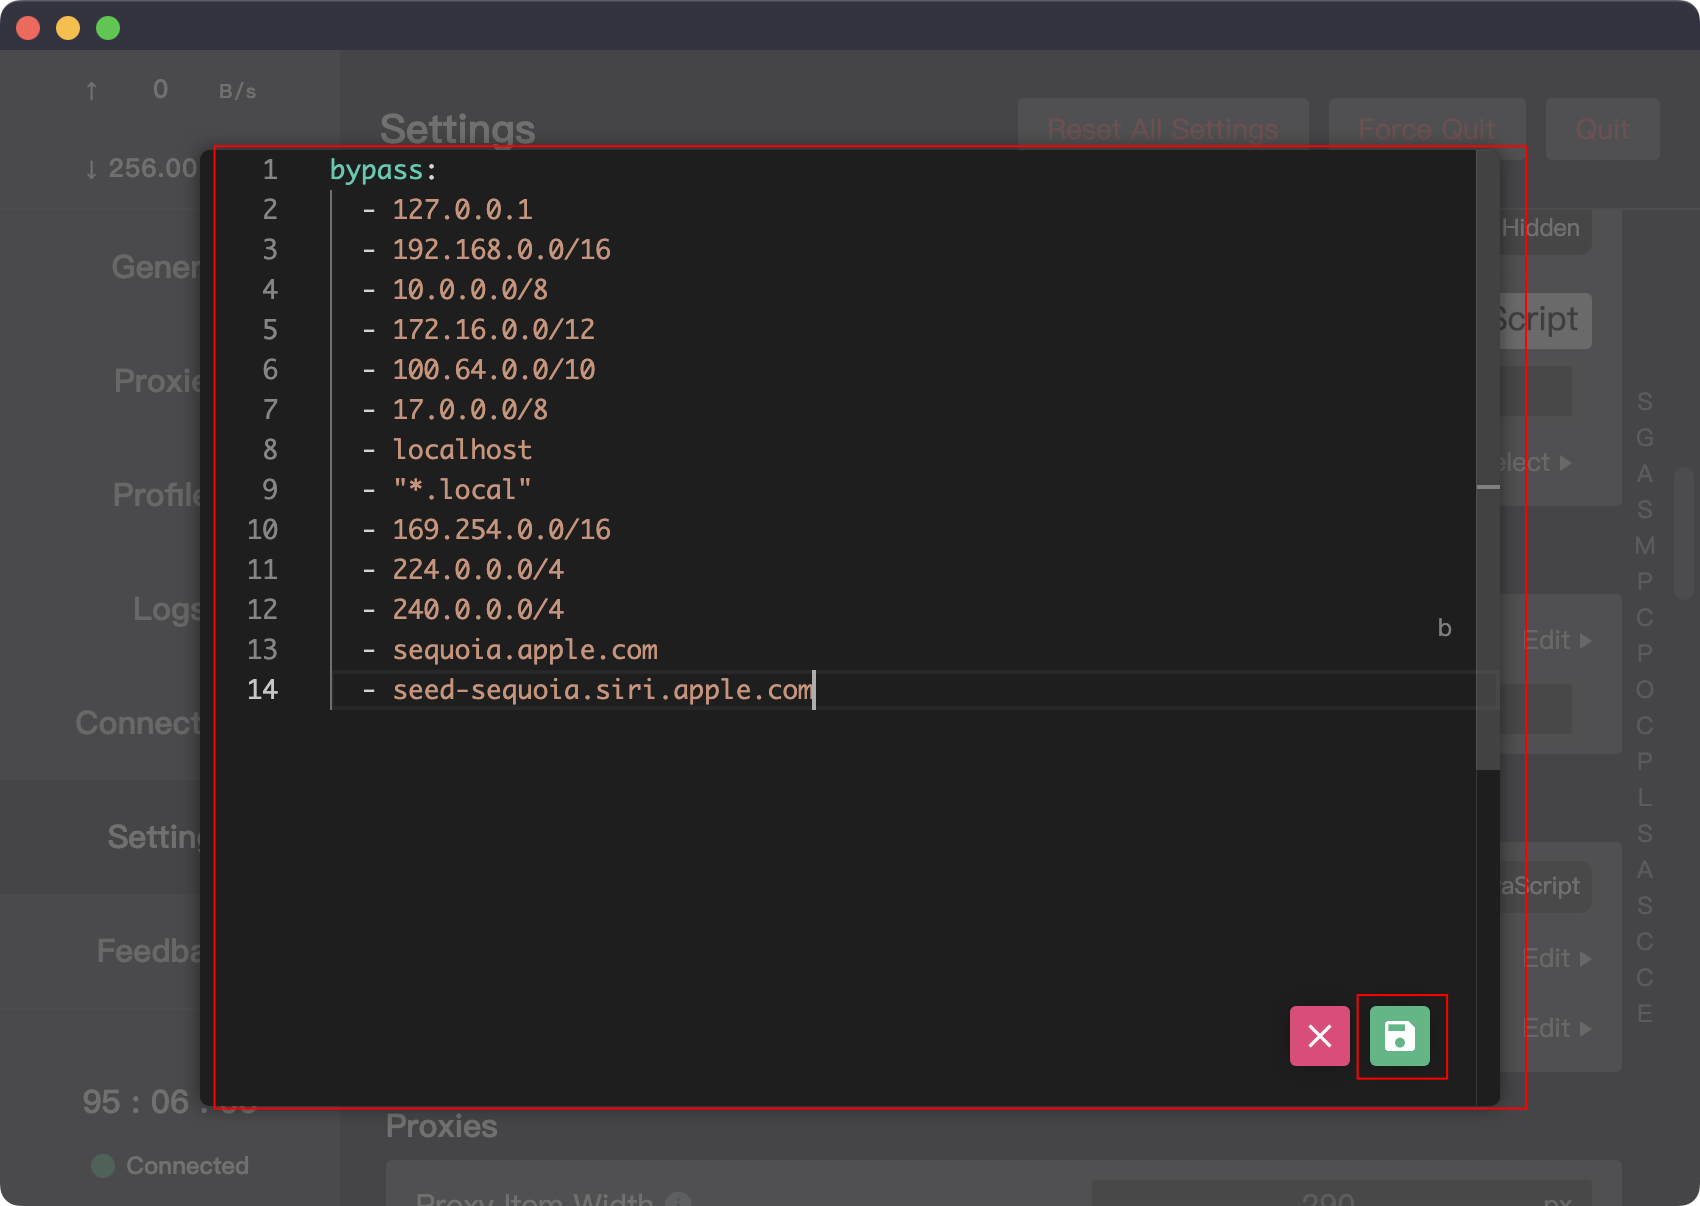 ↑ 0 B/s
Settings
Reset All Settings
Force Quit
Quit
↓ 256.00
1 bypass:
2 - 127.0.0.1
3 - 192.168.0.0/16
4 - 10.0.0.0/8
5 - 172.16.0.0/12
6 - 100.64.0.0/10
7 - 17.0.0.0/8
8 - localhost
9 - "*.local"
10 - 169.254.0.0/16
11 - 224.0.0.0/4
12 - 240.0.0.0/4
13 - sequoia.apple.com
14 - seed-sequoia.siri.apple.com
Gener
Proxie
Profile
Logs
Connect
Setting
Feedba
95 : 06 :
Connected
Hidden
Script
elect
b
Edit
aScript
Edit
Edit
S
G
A
S
M
P
C
P
O
C
P
L
S
A
S
C
C
E
Proxies
Proxy Item Width
290 px